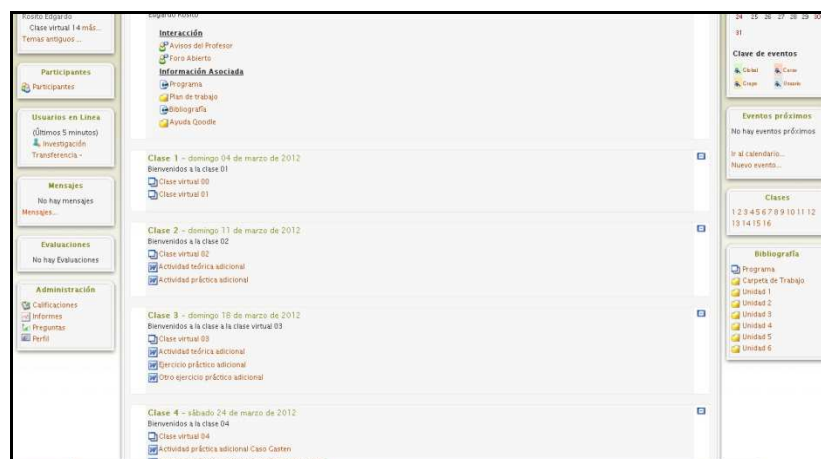 Rosito Edgardo
Clase virtual 14 más...
Temas antiguos ...
Participantes
Participantes
Usuarios en Línea
(Últimos 5 minutos)
Investigación
Transferencia -
Mensajes
No hay mensajes
Mensajes...
Evaluaciones
No hay Evaluaciones
Administración
Calificaciones
Informes
Preguntas
Perfil
Edgardo Rosito
Interacción
Avisos del Profesor
Foro Abierto
Información Asociada
Programa
Plan de trabajo
Bibliografía
Ayuda Qoodle
Clase 1 - domingo 04 de marzo de 2012
Bienvenidos a la clase 01
Clase virtual 00
Clase virtual 01
Clase 2 - domingo 11 de marzo de 2012
Bienvenidos a la clase 02
Clase virtual 02
Actividad teórica adicional
Actividad práctica adicional
Clase 3 - domingo 18 de marzo de 2012
Bienvenidos a la clase a la clase virtual 03
Clase virtual 03
Actividad teórica adicional
Ejercicio práctico adicional
Otro ejercicio práctico adicional
Clase 4 - sábado 24 de marzo de 2012
Bienvenidos a la clase 04
Clase virtual 04
Actividad práctica adicional Caso Gasten
24 25 26 27 28 29 30
31
Clave de eventos
Global Curso
Grupo Usuario
Eventos próximos
No hay eventos próximos
Ir al calendario...
Nuevo evento...
Clases
1 2 3 4 5 6 7 8 9 10 11 12
13 14 15 16
Bibliografía
Programa
Carpeta de Trabajo
Unidad 1
Unidad 2
Unidad 3
Unidad 4
Unidad 5
Unidad 6